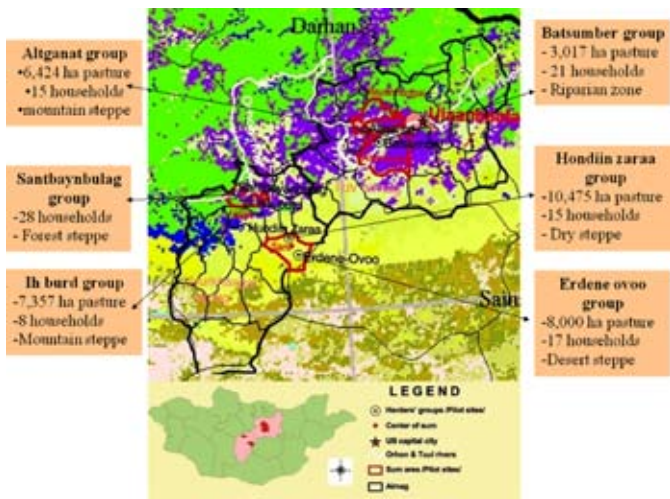 Altganat group
•6,424 ha pasture
•15 households
•mountain steppe
Santbaynbulag
group
-28 households
- Forest steppe
Ih burd group
-7,357 ha pasture
-8 households
-Mountain steppe
Darhan
Ulaanbaatar
Hundiin Zaraa
Erdene-Ovoo
Sain
Batsumber group
- 3,017 ha pasture
- 21 households
- Riparian zone
Hondiin zaraa
group
-10,475 ha pasture
-15 households
- Dry steppe
Erdene ovoo
group
-8,000 ha pasture
-17 households
-Desert steppe
LEGEND
Herders' groups /Pilot sites/
Center of sum
UB capital city
Orhon & Tuul rivers
Sum area /Pilot sites/
Aimag